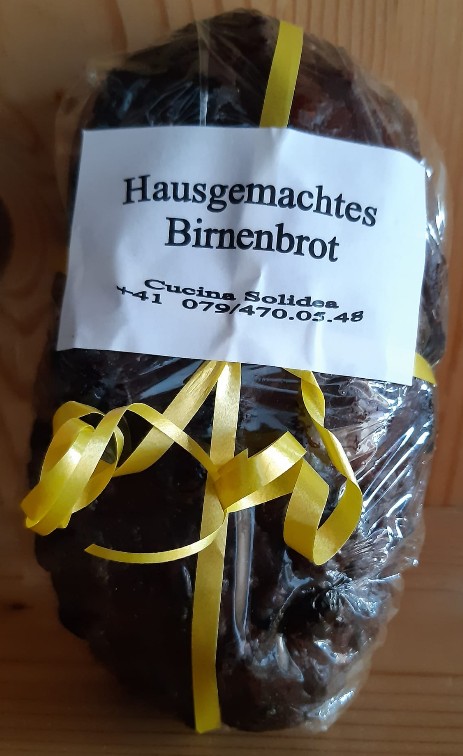 Hausgemachtes
Birnenbrot
Cucina Solidea
+41 079/470.05.48